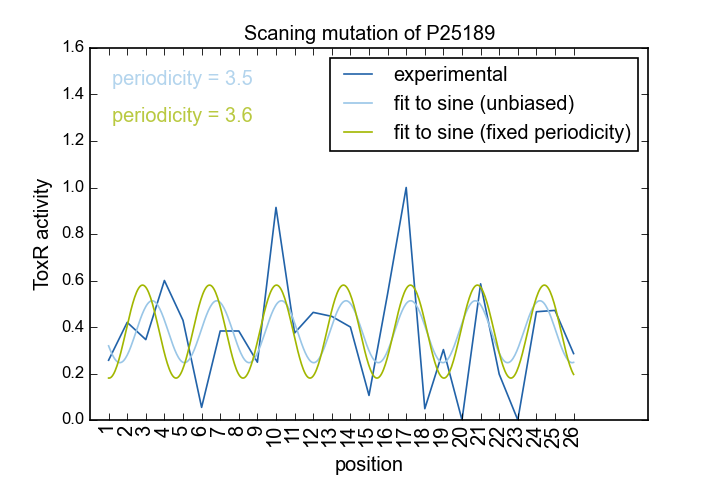 Scaning mutation of P25189
periodicity = 3.5
periodicity = 3.6
experimental
fit to sine (unbiased)
fit to sine (fixed periodicity)
ToxR activity
1.6
1.4
1.2
1.0
0.8
0.6
0.4
0.2
0.0
1 2 3 4 5 6 7 8 9 10 11 12 13 14 15 16 17 18 19 20 21 22 23 24 25 26
position